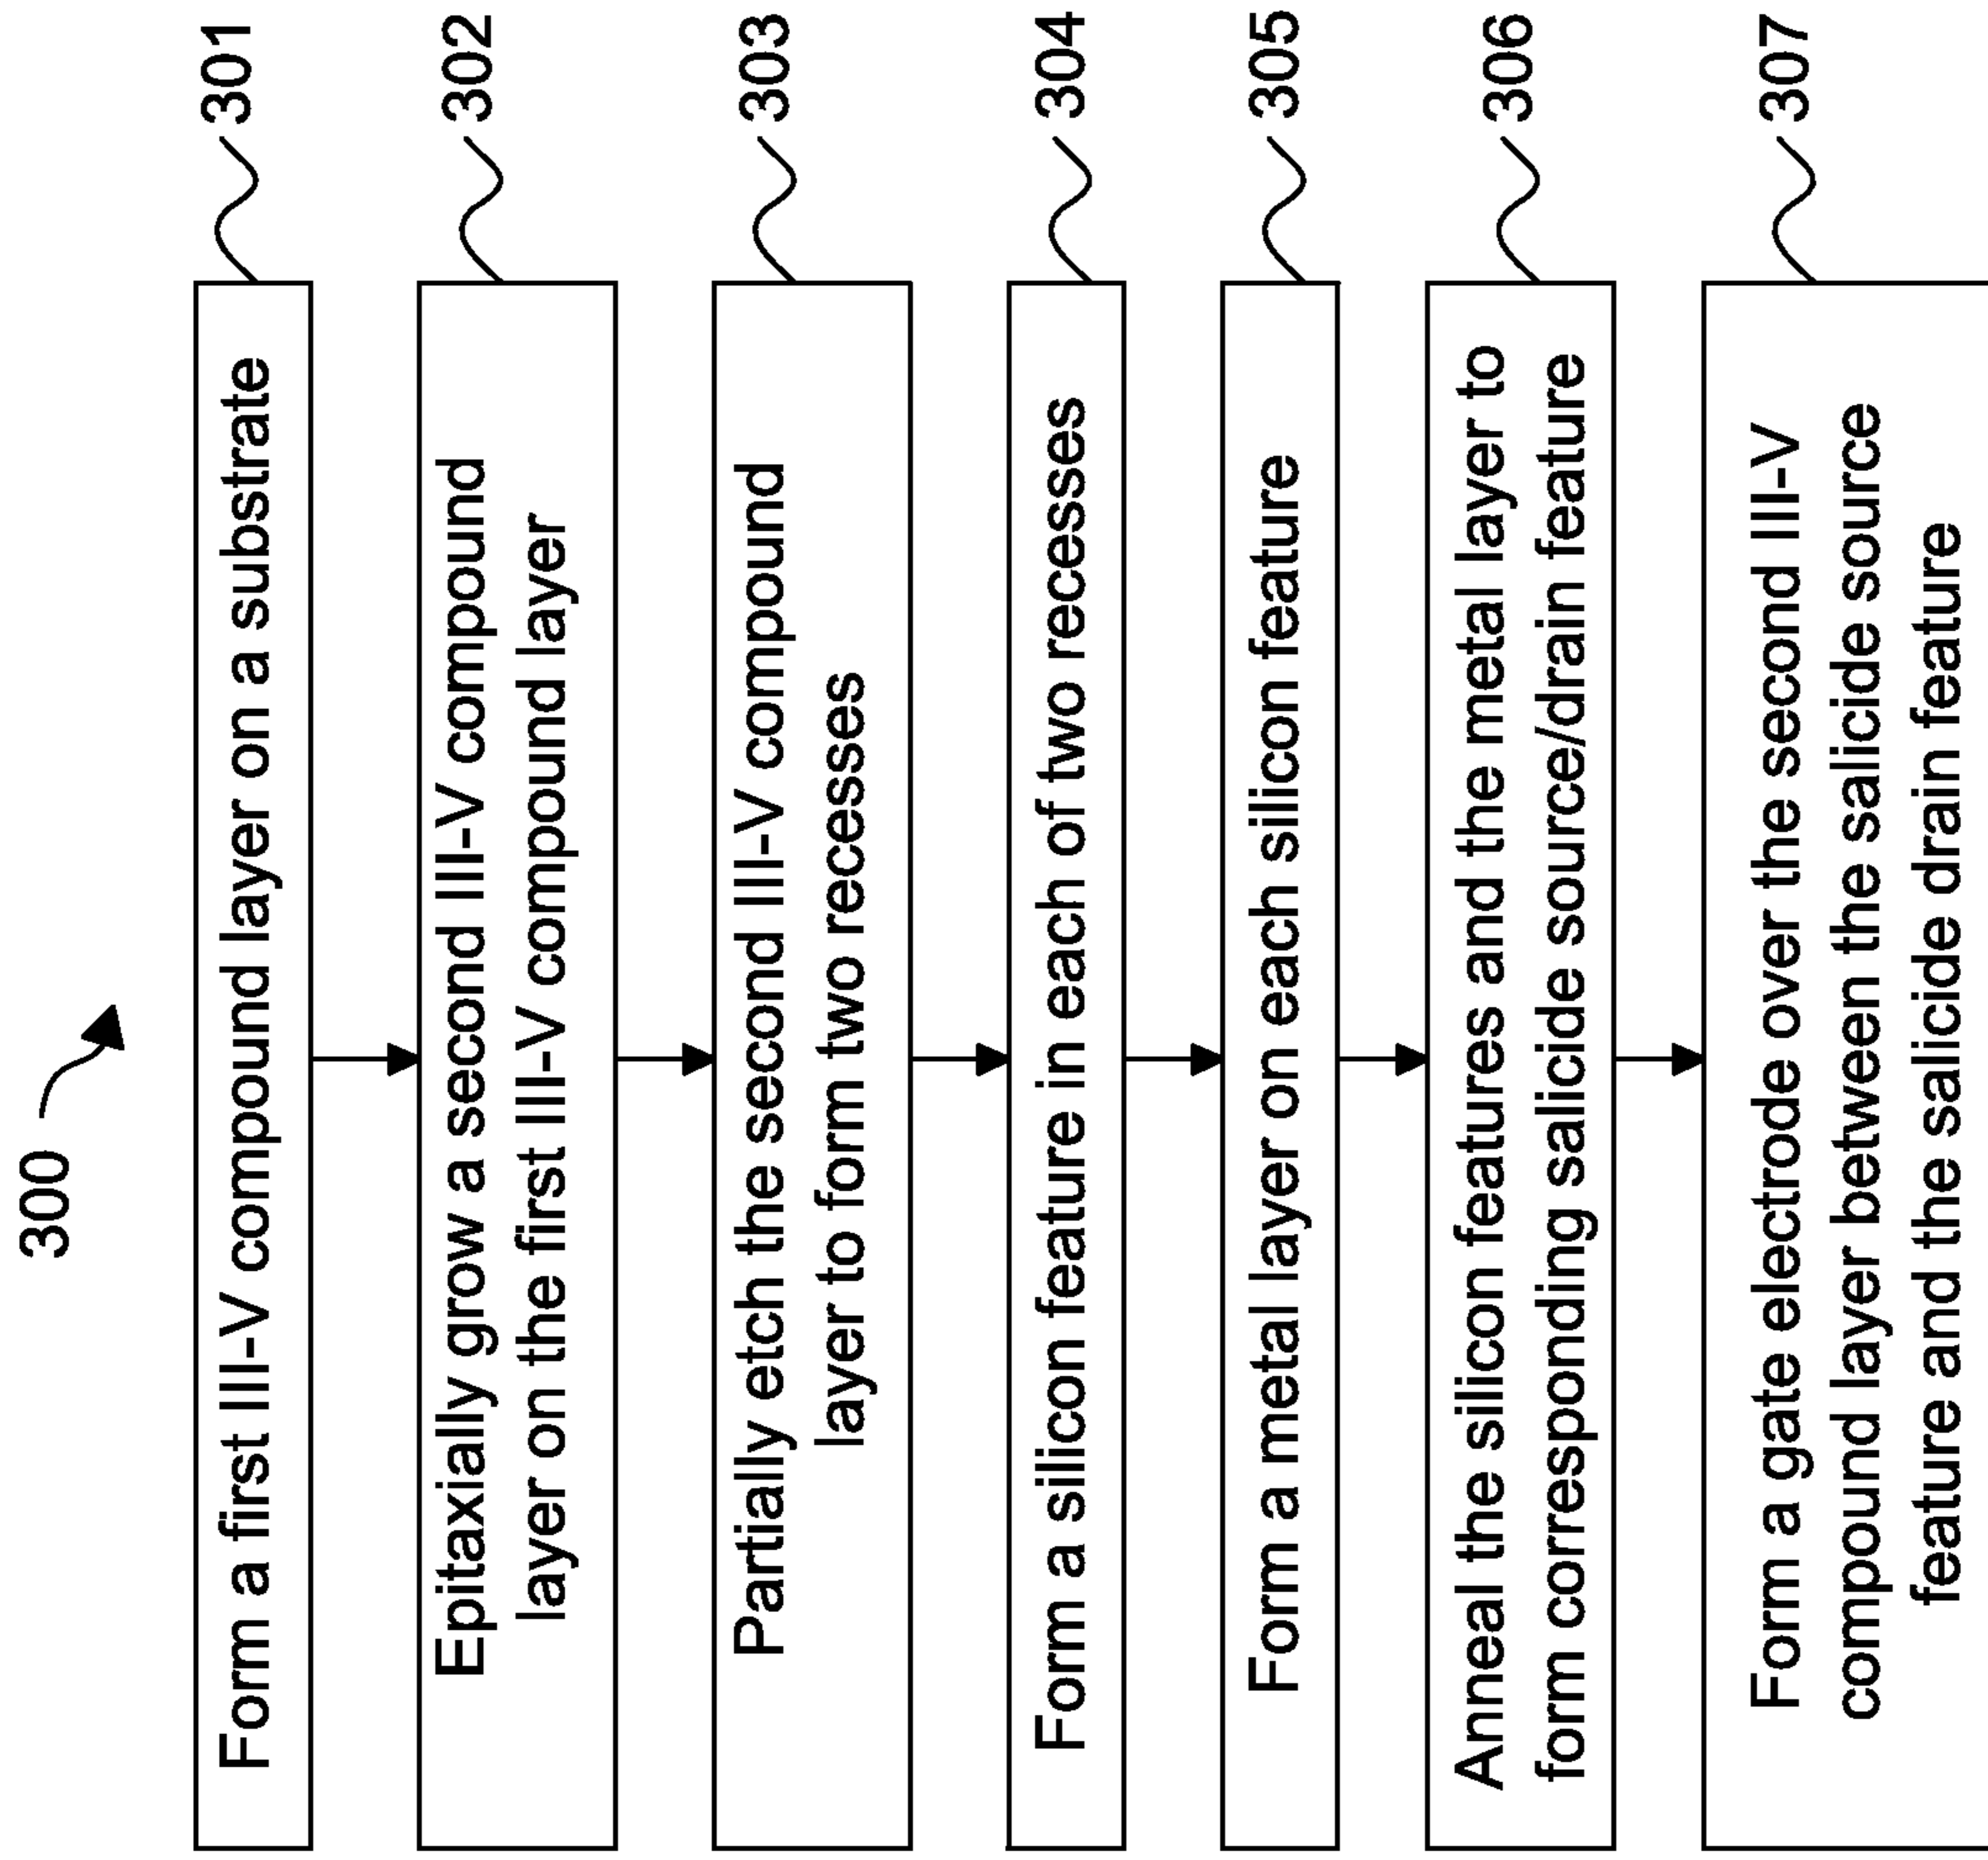 300
Form a first III-V compound layer on a substrate
301
Epitaxially grow a second III-V compound
layer on the first III-V compound layer
302
Partially etch the second III-V compound
layer to form two recesses
303
Form a silicon feature in each of two recesses
304
Form a metal layer on each silicon feature
305
Anneal the silicon features and the metal layer to
form corresponding salicide source/drain feature
306
Form a gate electrode over the second III-V
compound layer between the salicide source
feature and the salicide drain feature
307